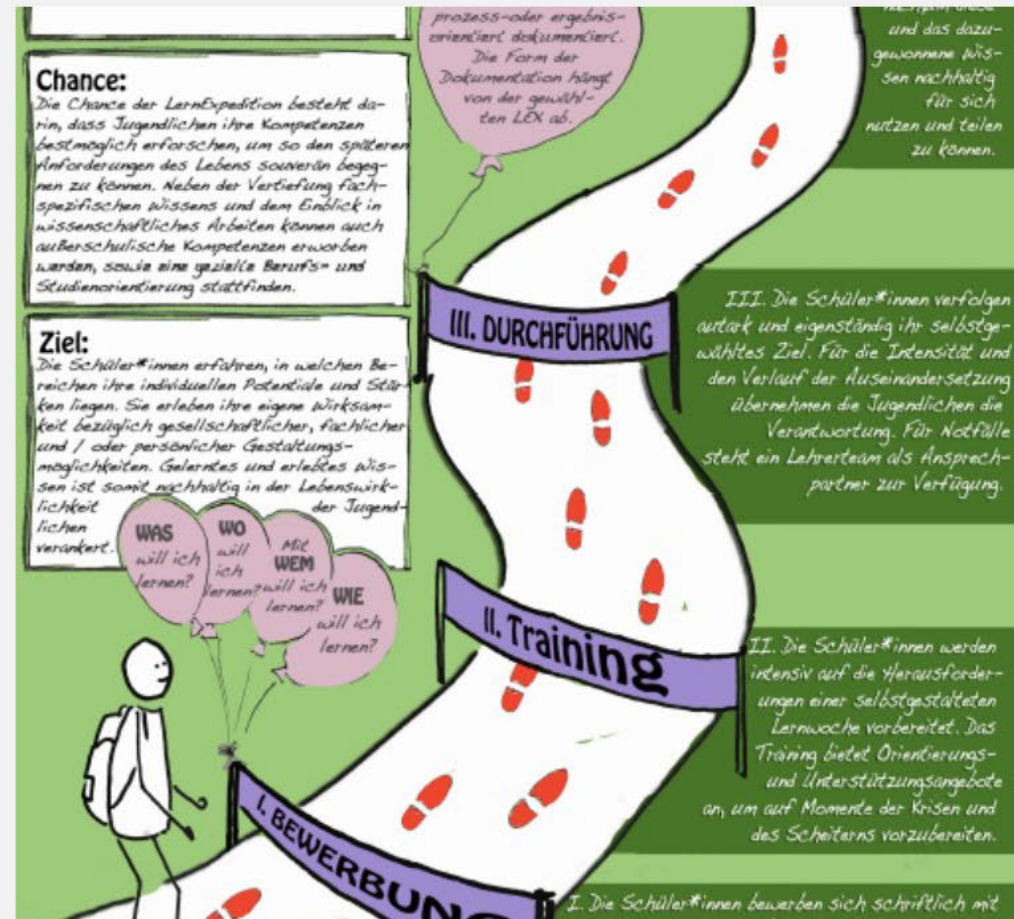 prozess-oder ergebnis-
orientiert dokumentiert.
Die Form der
Dokumentation hängt
von der gewähl-
ten LEX ab.
und das dazu-
gewonnene Wis-
sen nachhaltig
für sich
nutzen und teilen
zu können.
Chance:
Die Chance der LernExpedition besteht da-
rin, dass Jugendlichen ihre Kompetenzen
bestmöglich erforschen, um so den späteren
Anforderungen des Lebens souverän begeg-
nen zu können. Neben der Vertiefung fach-
spezifischen Wissens und dem Einblick in
wissenschaftliches Arbeiten können auch
außerschulische Kompetenzen erworben
werden, sowie eine gezielte Berufs- und
Studienorientierung stattfinden.
III. DURCHFÜHRUNG
III. Die Schüler*innen verfolgen
autark und eigenständig ihr selbstge-
wähltes Ziel. Für die Intensität und
den Verlauf der Auseinandersetzung
übernehmen die Jugendlichen die
Verantwortung. Für Notfälle
steht ein Lehrerteam als Ansprech-
partner zur Verfügung.
Ziel:
Die Schüler*innen erfahren, in welchen Be-
reichen ihre individuellen Potentiale und Stär-
ken liegen. Sie erleben ihre eigene Wirksam-
keit bezüglich gesellschaftlicher, fachlicher
und / oder persönlicher Gestaltungs-
möglichkeiten. Gelerntes und erlebtes Wis-
sen ist somit nachhaltig in der Lebenswirk-
lichkeit der Jugend-
lichen
verankert.
WAS
will ich
lernen?
WO
will
ich
lernen?
Mit
WEM
will ich
lernen?
WIE
will ich
lernen?
II. Training
II. Die Schüler*innen werden
intensiv auf die Herausforder-
ungen einer selbstgestalteten
Lernwoche vorbereitet. Das
Training bietet Orientierungs-
und Unterstützungsangebote
an, um auf Momente der Krisen und
des Scheiterns vorzubereiten.
I. BEWERBUNG
I. Die Schüler*innen bewerben sich schriftlich mit